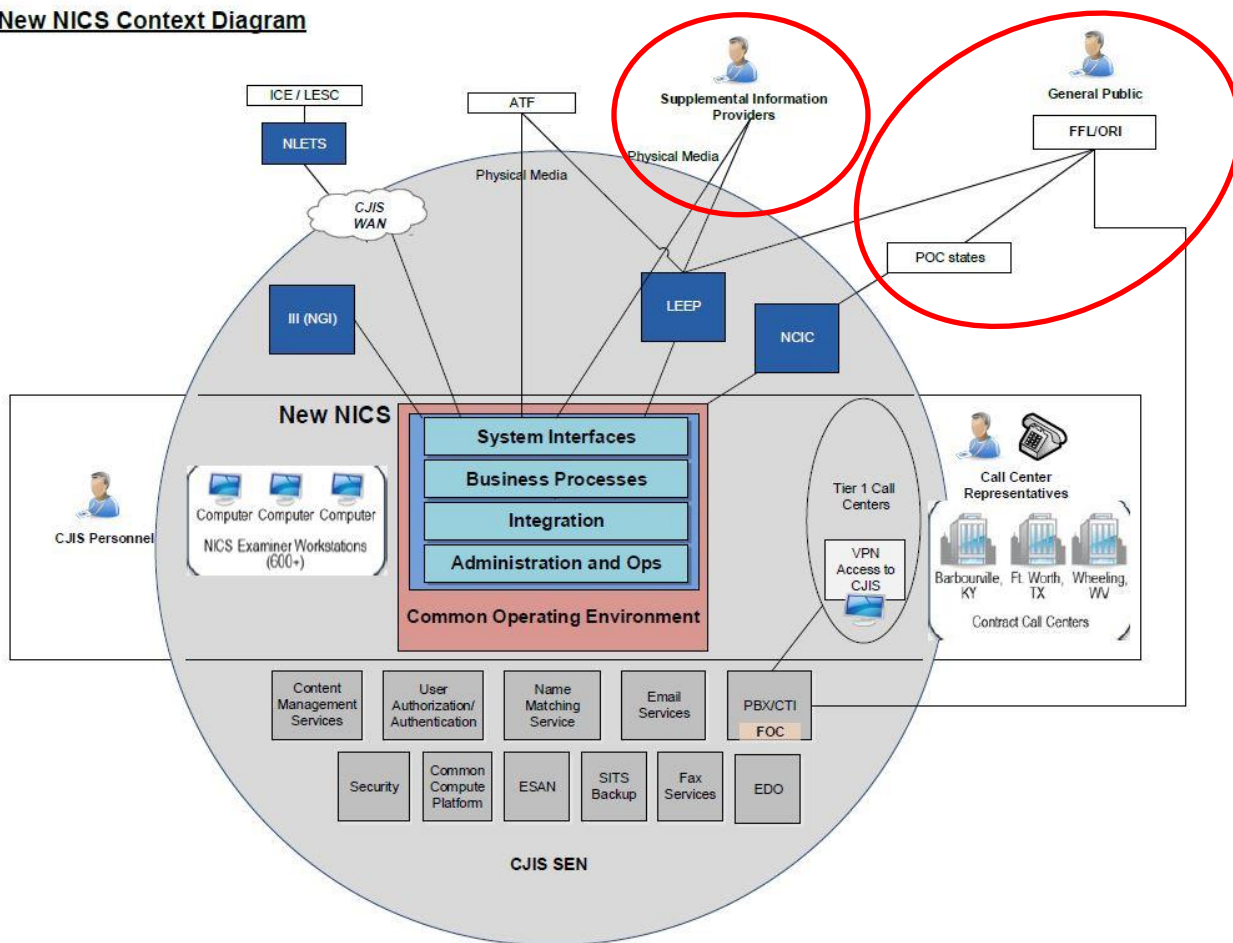 New NICS Context Diagram
ICE / LESC
NLETS
CJIS
WAN
ATF
Physical Media
Supplemental Information
Providers
Physical Media
General Public
FFL/ORI
POC states
III (NGI)
LEEP
NCIC
New NICS
System Interfaces
Business Processes
Integration
Administration and Ops
Common Operating Environment
CJIS Personnel
Computer Computer Computer
NICS Examiner Workstations
(600+)
Tier 1 Call
Centers
VPN
Access to
CJIS
Call Center
Representatives
Barbourville,
KY
Ft. Worth,
TX
Wheeling,
WV
Contract Call Centers
Content
Management
Services
User
Authorization/
Authentication
Name
Matching
Service
Email
Services
PBX/CTI
FOC
Security
Common
Compute
Platform
ESAN
SITS
Backup
Fax
Services
EDO
CJIS SEN